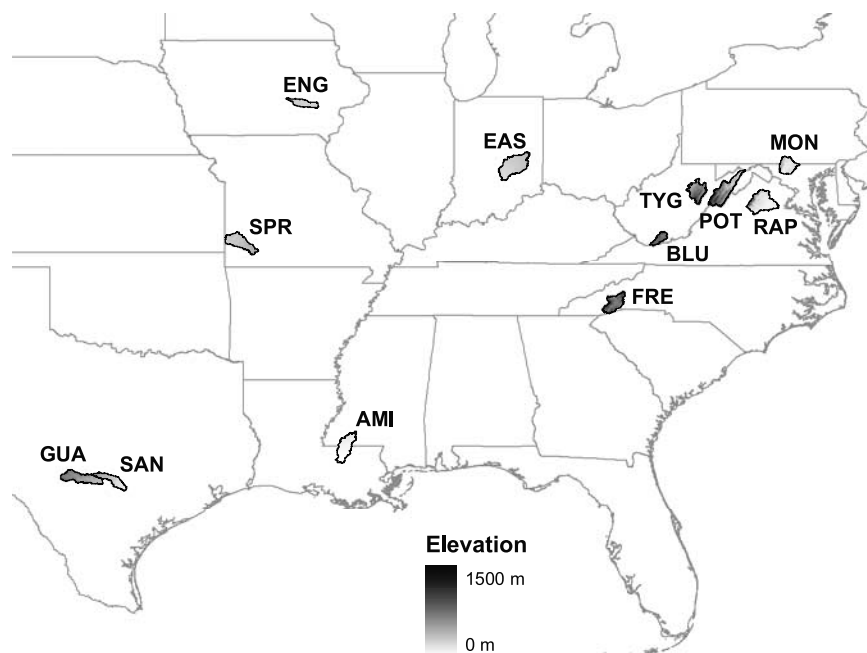 ENG
EAS
MON
TYG
POT
RAP
SPR
BLU
FRE
AMI
GUA
SAN
Elevation
1500 m
0 m